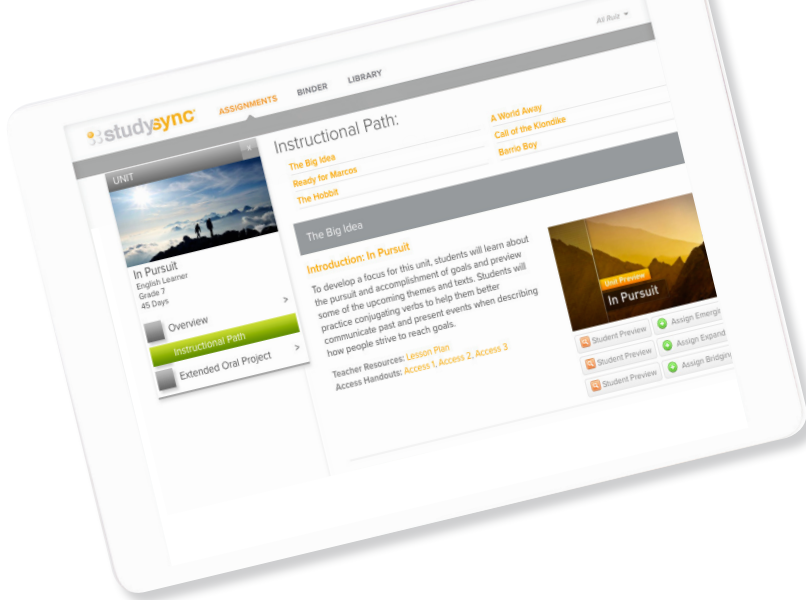 Ali Ruiz
studysync
ASSIGNMENTS
BINDER
LIBRARY
UNIT
In Pursuit
English Learner
Grade 7
45 Days
Overview
Instructional Path
Extended Oral Project
Instructional Path:
The Big Idea
Ready for Marcos
The Hobbit
A World Away
Call of the Klondike
Barrio Boy
The Big Idea
Introduction: In Pursuit
To develop a focus for this unit, students will learn about
the pursuit and accomplishment of goals and preview
some of the upcoming themes and texts. Students will
practice conjugating verbs to help them better
communicate past and present events when describing
how people strive to reach goals.
Teacher Resources: Lesson Plan
Access Handouts: Access 1, Access 2, Access 3
Unit Preview
In Pursuit
Student Preview
Assign Emergi
Student Preview
Assign Expand
Student Preview
Assign Bridging